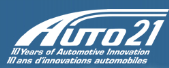 AUTO21
10 Years of Automotive Innovation
10 ans d'innovations automobiles